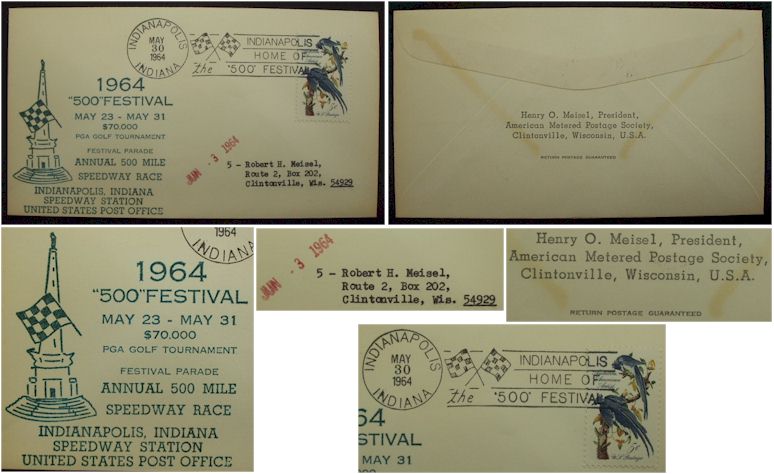 INDIANAPOLIS
MAY
30
1964
INDIANA
INDIANAPOLIS
HOME OF
the "500" FESTIVAL
1964
"500" FESTIVAL
MAY 23 - MAY 31
$70,000
PGA GOLF TOURNAMENT
FESTIVAL PARADE
ANNUAL 500 MILE
SPEEDWAY RACE
INDIANAPOLIS, INDIANA
SPEEDWAY STATION
UNITED STATES POST OFFICE
JUN - 3 1964
5 - Robert H. Meisel,
Route 2, Box 202,
Clintonville, Wis. 54929
Henry O. Meisel, President,
American Metered Postage Society,
Clintonville, Wisconsin, U.S.A.
RETURN POSTAGE GUARANTEED
1964
INDIANA
1964
"500" FESTIVAL
MAY 23 - MAY 31
$70,000
PGA GOLF TOURNAMENT
FESTIVAL PARADE
ANNUAL 500 MILE
SPEEDWAY RACE
INDIANAPOLIS, INDIANA
SPEEDWAY STATION
UNITED STATES POST OFFICE
JUN - 3 1964
5 - Robert H. Meisel,
Route 2, Box 202,
Clintonville, Wis. 54929
Henry O. Meisel, President,
American Metered Postage Society,
Clintonville, Wisconsin, U.S.A.
RETURN POSTAGE GUARANTEED
INDIANAPOLIS
MAY
30
1964
INDIANA
INDIANAPOLIS
HOME OF
the "500" FESTIVAL
5¢
U.S. Postage
64
STIVAL
MAY 31